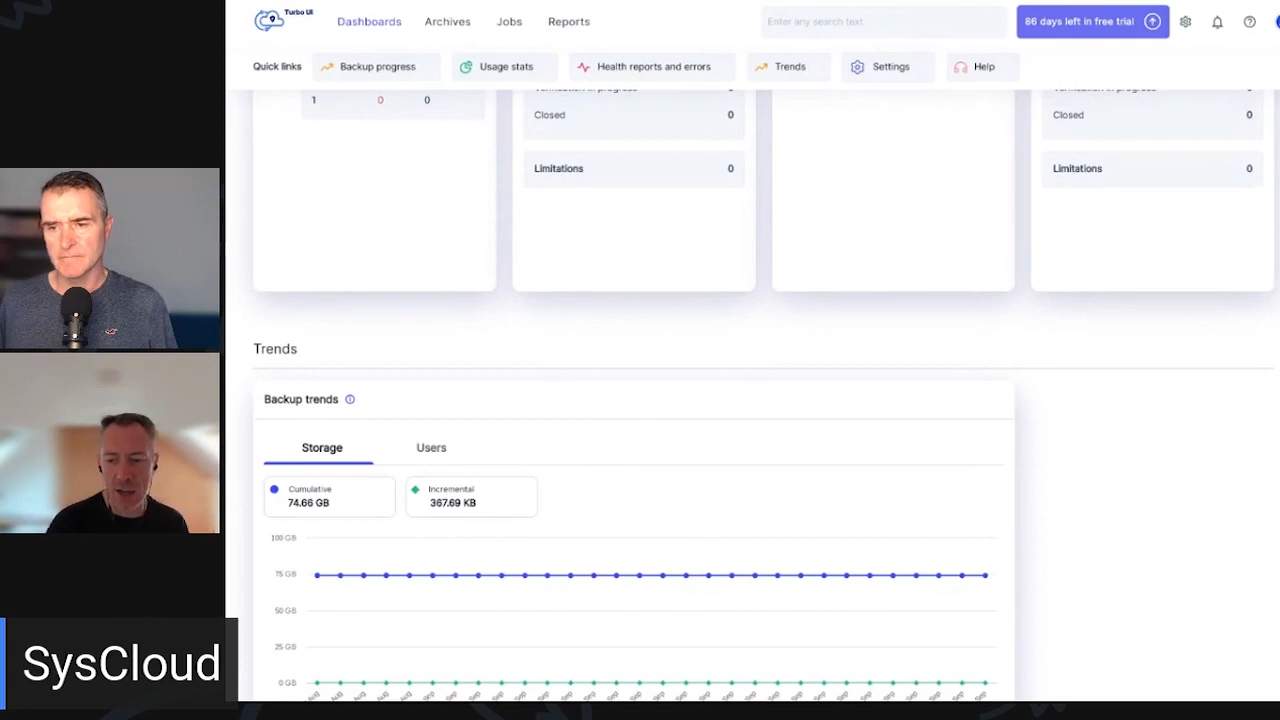 Turbo UI
Dashboards Archives Jobs Reports
Enter any search text
86 days left in free trial
Quick links Backup progress Usage stats Health reports and errors Trends Settings Help
1 0 0
Closed 0
Closed 0
Limitations 0
Limitations 0
Trends
Backup trends
Storage Users
Cumulative
74.66 GB
Incremental
367.69 KB
100 GB
75 GB
50 GB
25 GB
0 GB
SysCloud